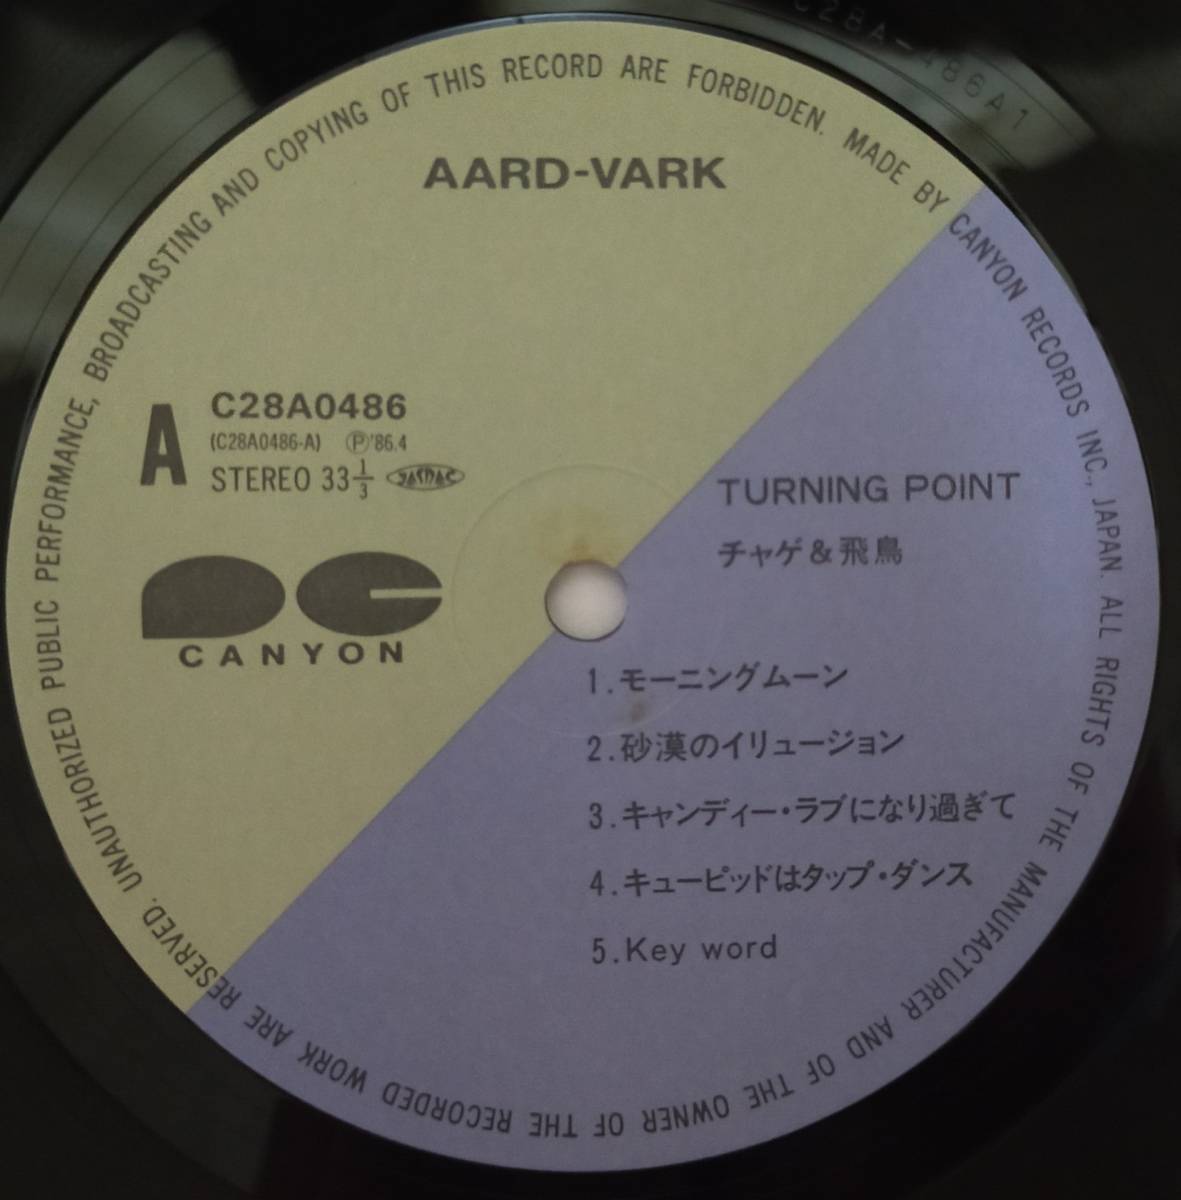 C28A-486A1
UNAUTHORIZED PUBLIC PERFORMANCE, BROADCASTING AND COPYING OF THIS RECORD ARE FORBIDDEN. MADE BY CANYON RECORDS INC., JAPAN. ALL RIGHTS OF THE MANUFACTURER AND OF THE OWNER OF THE RECORDED WORK ARE RESERVED.
AARD-VARK
A
C28A0486
(C28A0486-A) Ⓟ'86.4
STEREO 33⅓ JASRAC
PC
CANYON
TURNING POINT
チャゲ&飛鳥
1.モーニングムーン
2.砂漠のイリュージョン
3.キャンディー・ラブになり過ぎて
4.キューピッドはタップ・ダンス
5.Key word